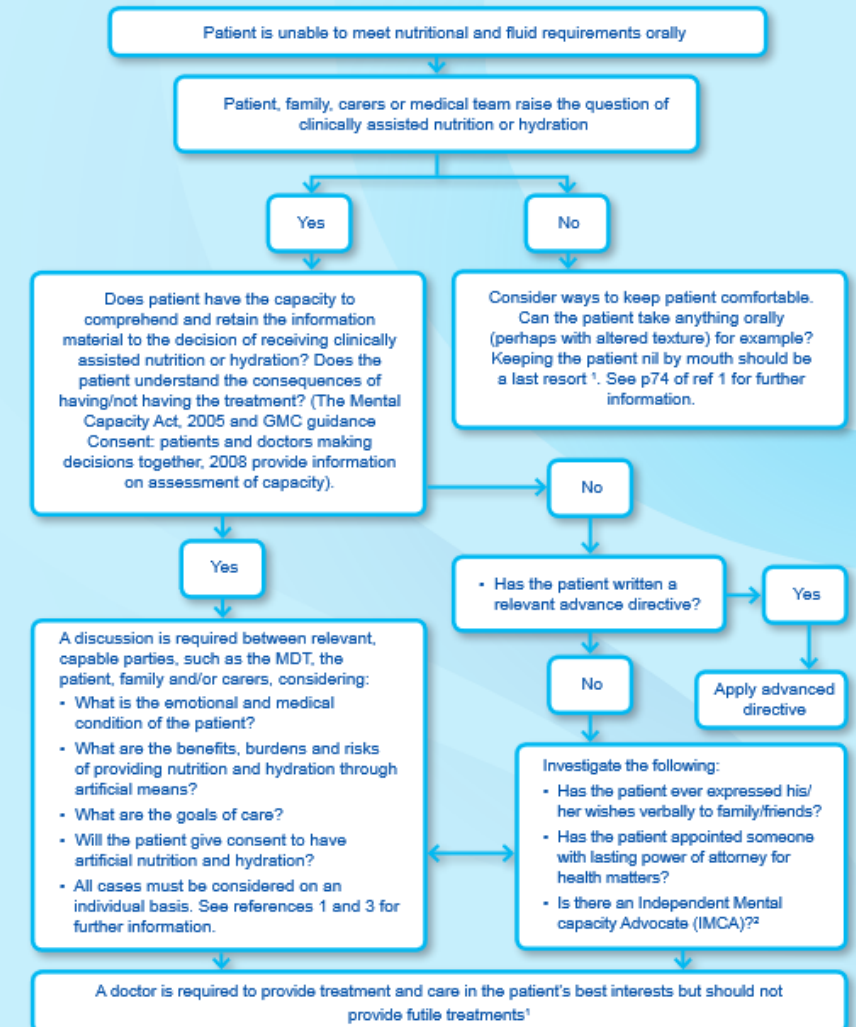 Patient is unable to meet nutritional and fluid requirements orally
Patient, family, carers or medical team raise the question of
clinically assisted nutrition or hydration
Yes
No
Does patient have the capacity to
comprehend and retain the information
material to the decision of receiving clinically
assisted nutrition or hydration? Does the
patient understand the consequences of
having/not having the treatment? (The Mental
Capacity Act, 2005 and GMC guidance
Consent: patients and doctors making
decisions together, 2008 provide information
on assessment of capacity).
Consider ways to keep patient comfortable.
Can the patient take anything orally
(perhaps with altered texture) for example?
Keeping the patient nil by mouth should be
a last resort ¹. See p74 of ref 1 for further
information.
No
Yes
▪ Has the patient written a
relevant advance directive?
Yes
No
Apply advanced
directive
A discussion is required between relevant,
capable parties, such as the MDT, the
patient, family and/or carers, considering:
▪ What is the emotional and medical
condition of the patient?
▪ What are the benefits, burdens and risks
of providing nutrition and hydration through
artificial means?
▪ What are the goals of care?
▪ Will the patient give consent to have
artificial nutrition and hydration?
▪ All cases must be considered on an
individual basis. See references 1 and 3 for
further information.
Investigate the following:
▪ Has the patient ever expressed his/
her wishes verbally to family/friends?
▪ Has the patient appointed someone
with lasting power of attorney for
health matters?
▪ Is there an Independent Mental
capacity Advocate (IMCA)?²
A doctor is required to provide treatment and care in the patient's best interests but should not
provide futile treatments¹